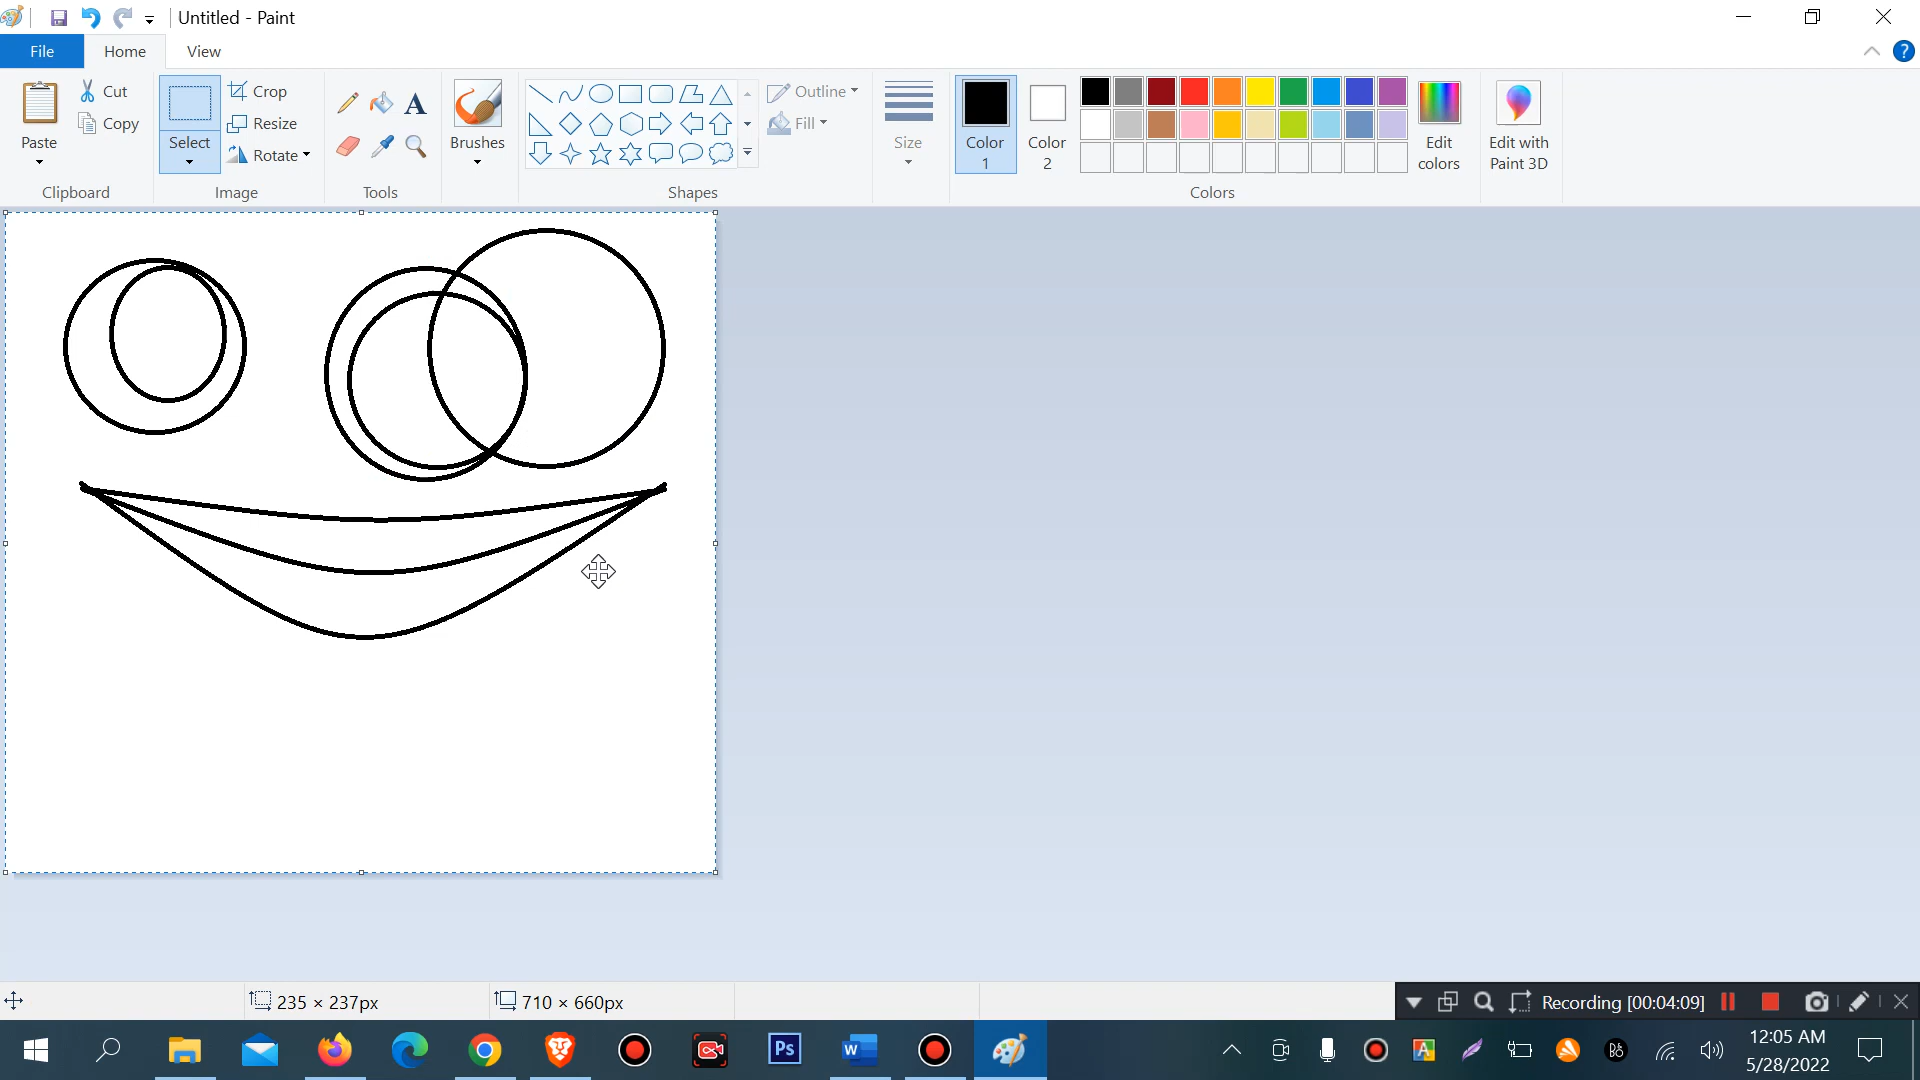 Untitled - Paint
File Home View
Cut Crop Outline
Copy Resize Fill
Paste Select Rotate Brushes Size Color 1 Color 2 Edit colors Edit with Paint 3D
Clipboard Image Tools Shapes Colors
235 × 237px 710 × 660px Recording [00:04:09]
Ps W A 12:05 AM
5/28/2022